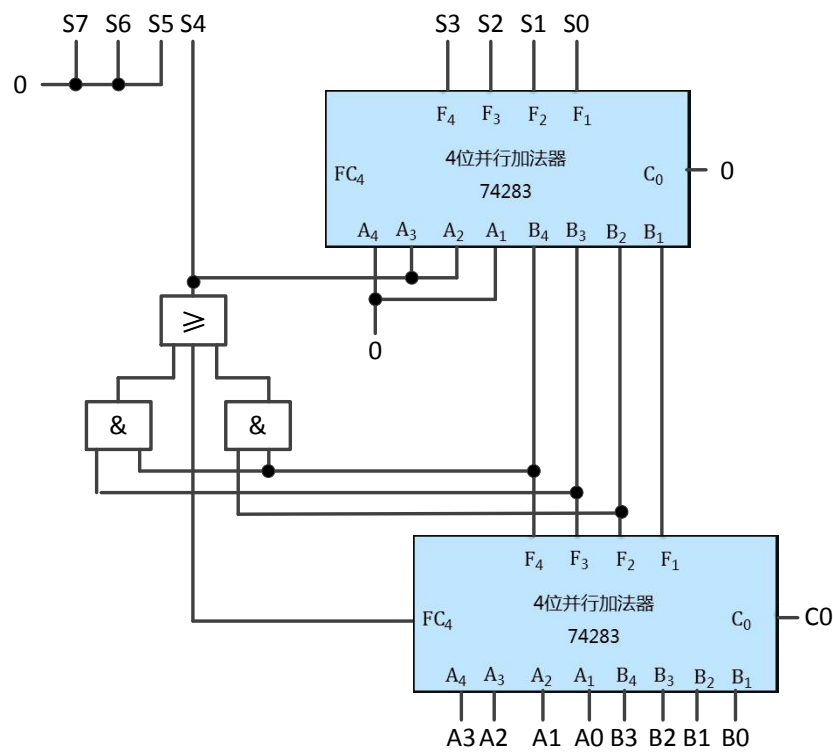 S7 S6 S5 S4 S3 S2 S1 S0
0
F₄ F₃ F₂ F₁
4位并行加法器
FC₄ C₀ 0
74283
A₄ A₃ A₂ A₁ B₄ B₃ B₂ B₁
≥
0
& &
F₄ F₃ F₂ F₁
4位并行加法器
FC₄ C₀ C0
74283
A₄ A₃ A₂ A₁ B₄ B₃ B₂ B₁
A3 A2 A1 A0 B3 B2 B1 B0